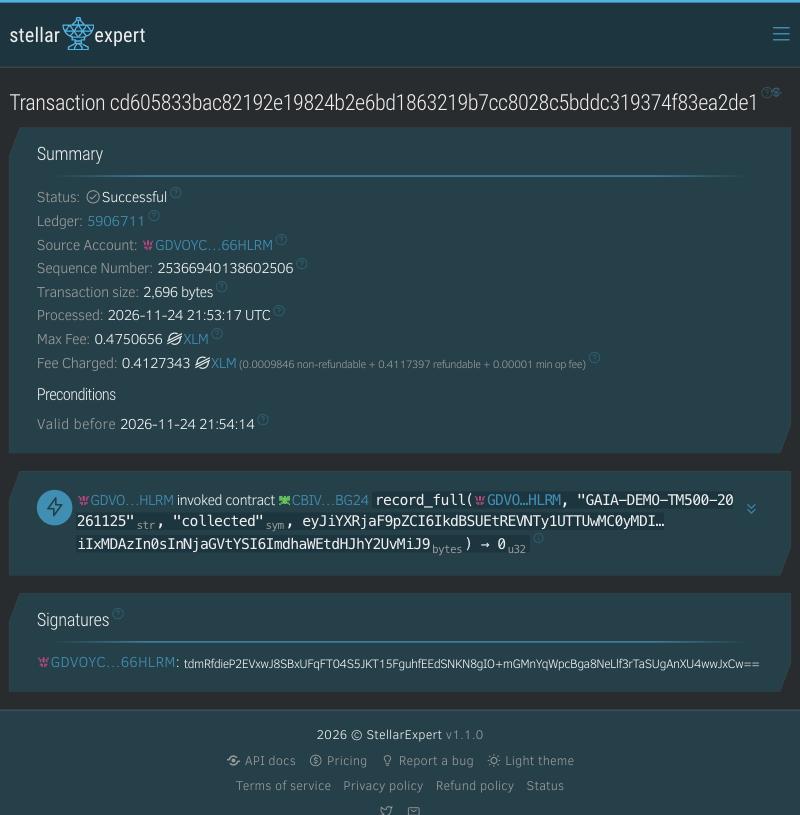 stellar expert
Transaction cd605833bac82192e19824b2e6bd1863219b7cc8028c5bddc319374f83ea2de1
Summary
Status: Successful
Ledger: 5906711
Source Account: GDVOYC…66HLRM
Sequence Number: 25366940138602506
Transaction size: 2,696 bytes
Processed: 2026-11-24 21:53:17 UTC
Max Fee: 0.4750656 XLM
Fee Charged: 0.4127343 XLM (0.0009846 non-refundable + 0.4117397 refundable + 0.00001 min op fee)
Preconditions
Valid before 2026-11-24 21:54:14
GDVO…HLRM invoked contract CBIV…BG24 record_full(GDVO…HLRM, "GAIA-DEMO-TM500-20
261125"str, "collected"sym, eyJiYXRjaF9pZCI6IkdBSUEtREVNTy1UTTUwMC0yMDI…
iIxMDAzIn0sInNjaGVtYSI6ImdhaWEtdHJhY2UvMiJ9bytes) → 0u32
Signatures
GDVOYC…66HLRM: tdmRfdieP2EVxwJ8SBxUFqFTO4S5JKT15FguhfEEdSNKN8gIO+mGMnYqWpcBga8NeLlf3rTaSUgAnXU4wwJxCw==
2026 © StellarExpert v1.1.0
API docs Pricing Report a bug Light theme
Terms of service Privacy policy Refund policy Status